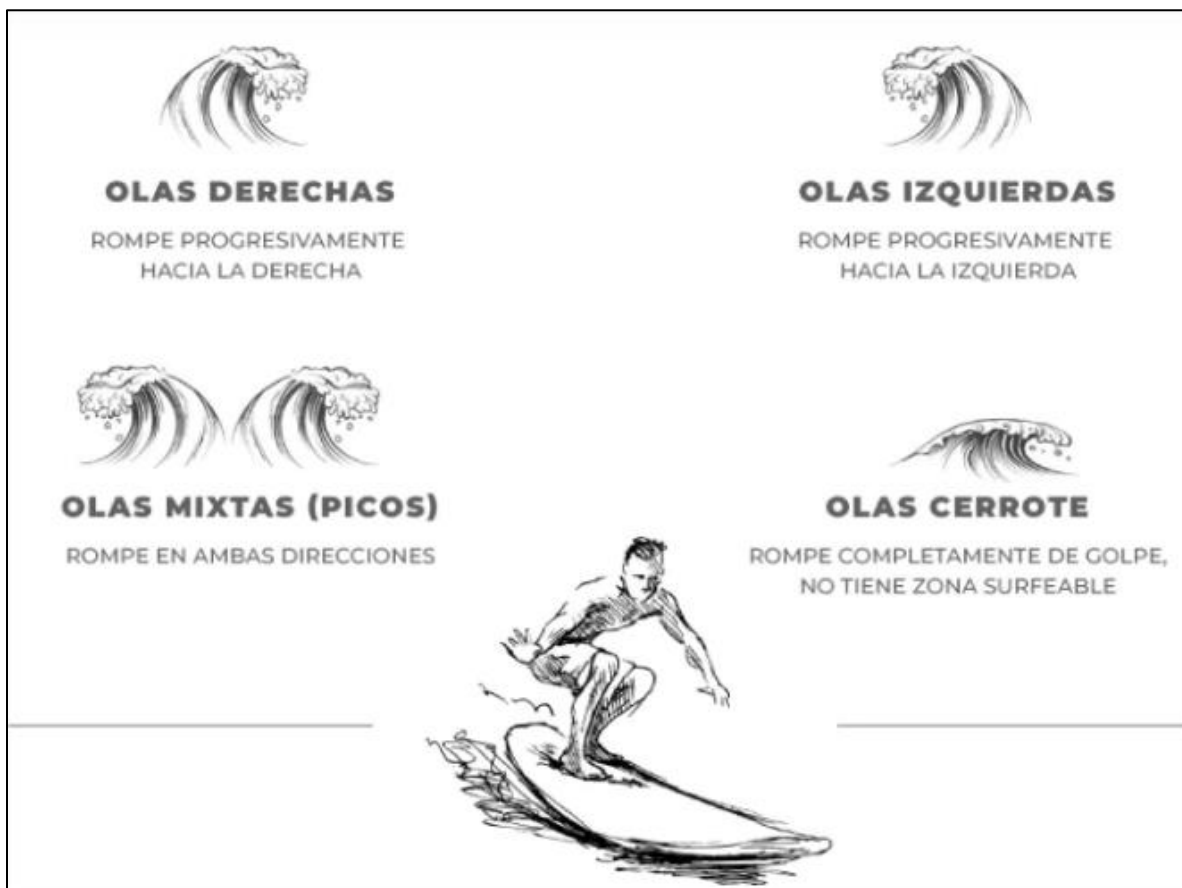 OLAS DERECHAS
ROMPE PROGRESIVAMENTE
HACIA LA DERECHA
OLAS IZQUIERDAS
ROMPE PROGRESIVAMENTE
HACIA LA IZQUIERDA
OLAS MIXTAS (PICOS)
ROMPE EN AMBAS DIRECCIONES
OLAS CERROTE
ROMPE COMPLETAMENTE DE GOLPE,
NO TIENE ZONA SURFEABLE